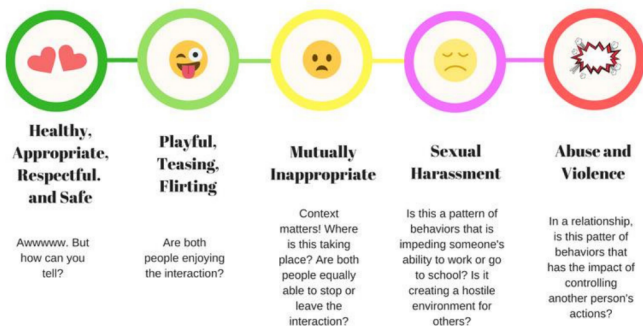 Healthy,
Appropriate,
Respectful.
and Safe
Awwwww. But
how can you
tell?
Playful,
Teasing,
Flirting
Are both
people enjoying
the interaction?
Mutually
Inappropriate
Context
matters! Where
is this taking
place? Are both
people equally
able to stop or
leave the
interaction?
Sexual
Harassment
Is this a pattern of
behaviors that is
impeding someone's
ability to work or go
to school? Is it
creating a hostile
environment for
others?
Abuse and
Violence
In a relationship,
is this patter of
behaviors that
has the impact of
controlling
another person's
actions?